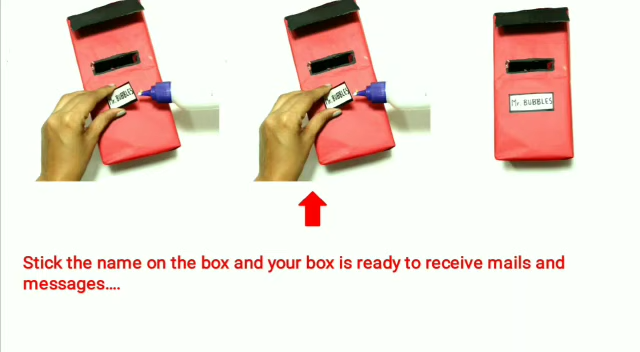 Mr. BUBBLES
Mr. BUBBLES
Mr. BUBBLES
Stick the name on the box and your box is ready to receive mails and
messages....